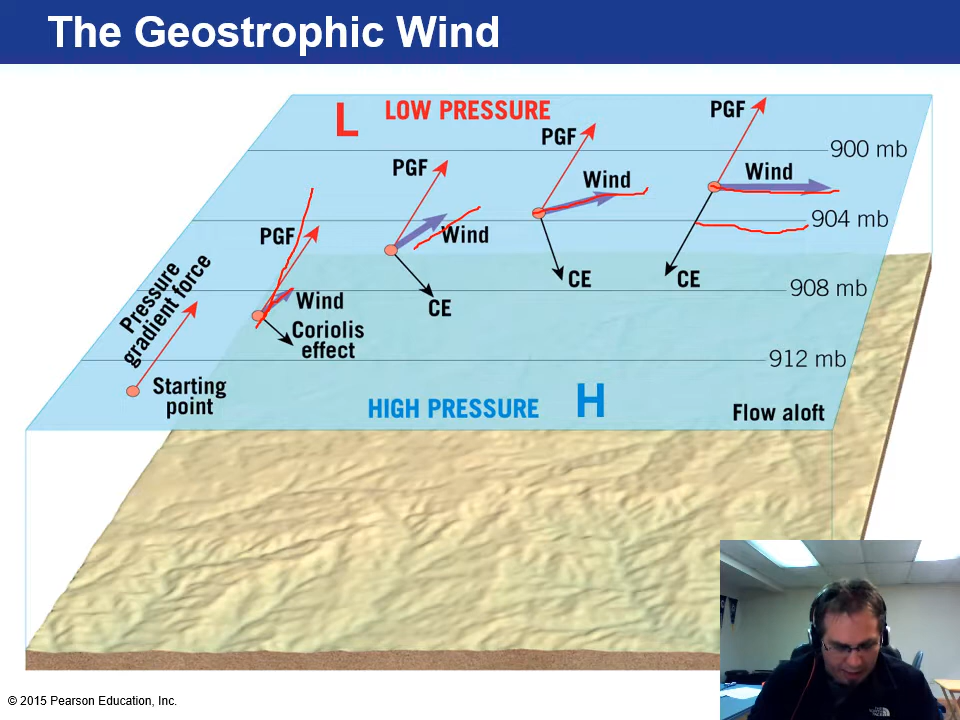 The Geostrophic Wind
L
LOW PRESSURE
PGF
PGF
PGF
PGF
900 mb
Wind
Wind
Wind
904 mb
Pressure
gradient force
CE
CE
CE
908 mb
Wind
Coriolis
effect
912 mb
Starting
point
HIGH PRESSURE
H
Flow aloft
© 2015 Pearson Education, Inc.